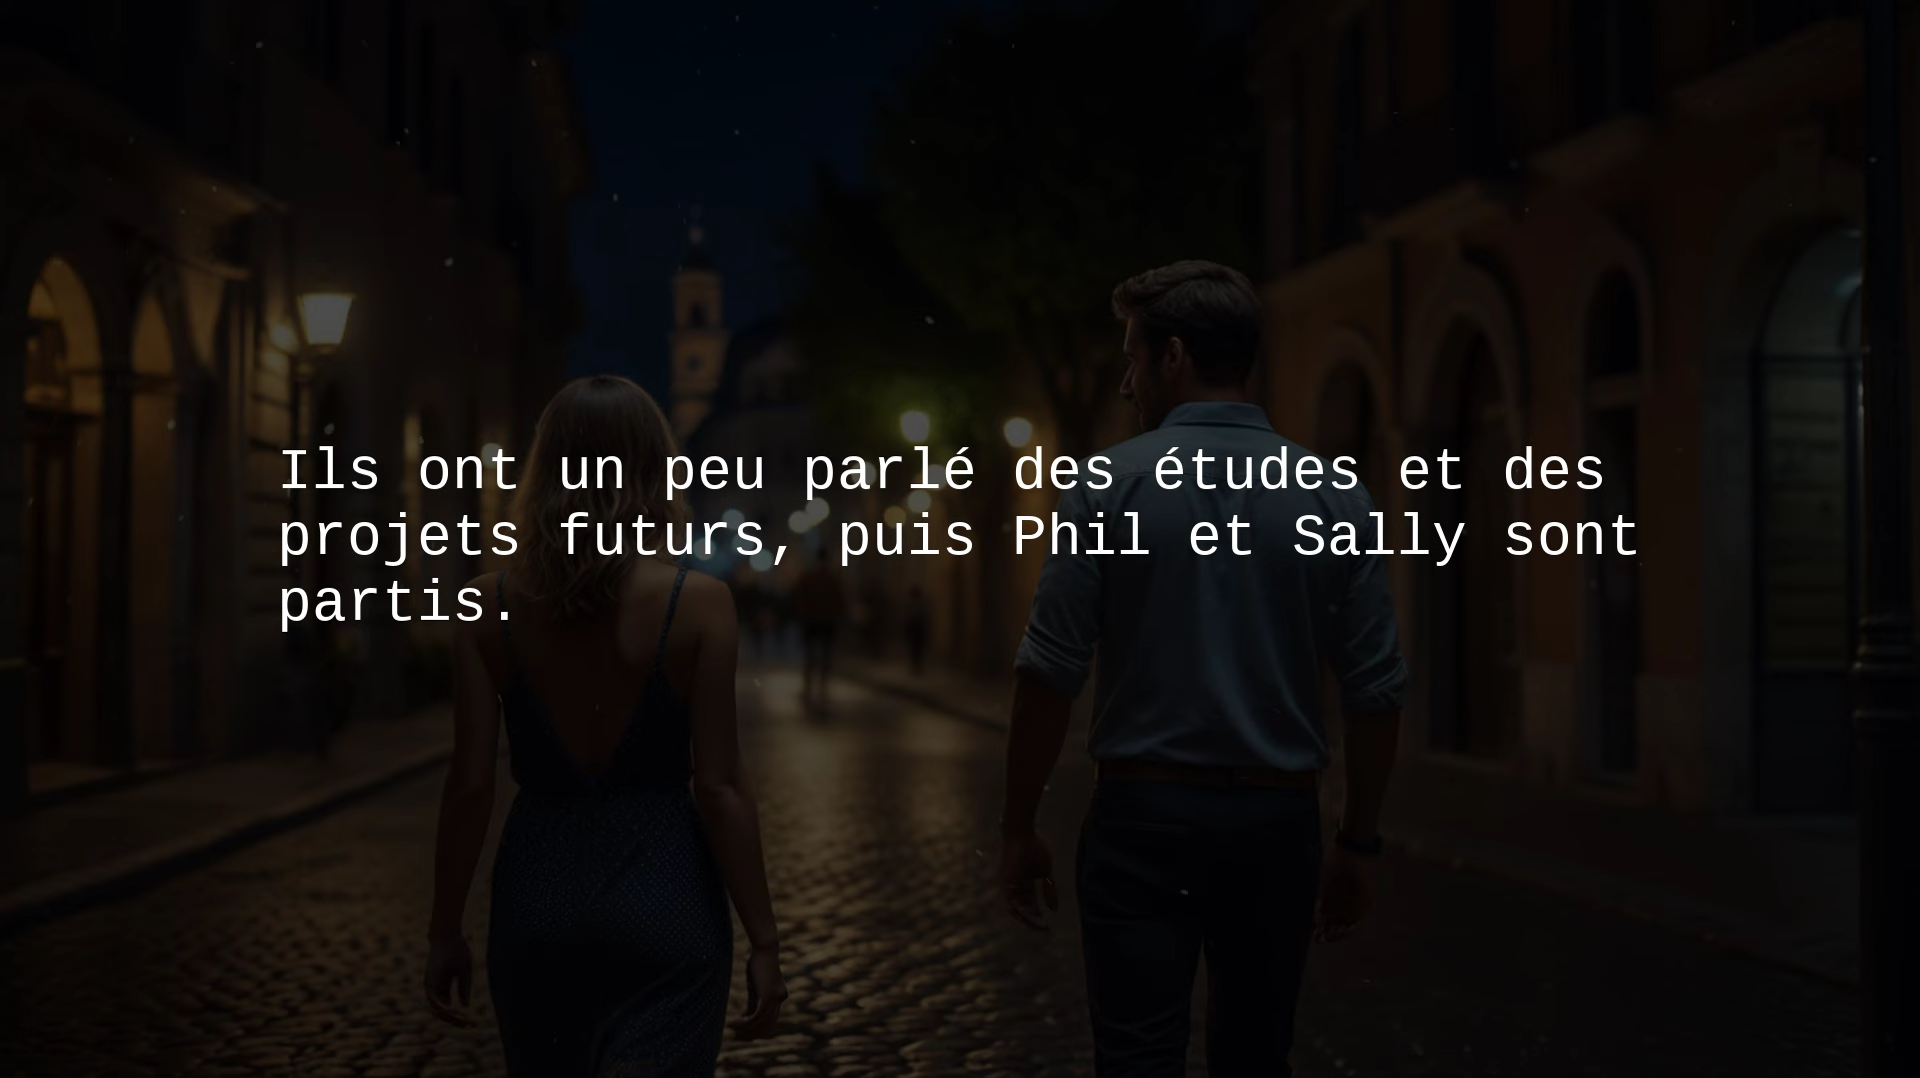 Ils ont un peu parlé des études et des
projets futurs, puis Phil et Sally sont
partis.